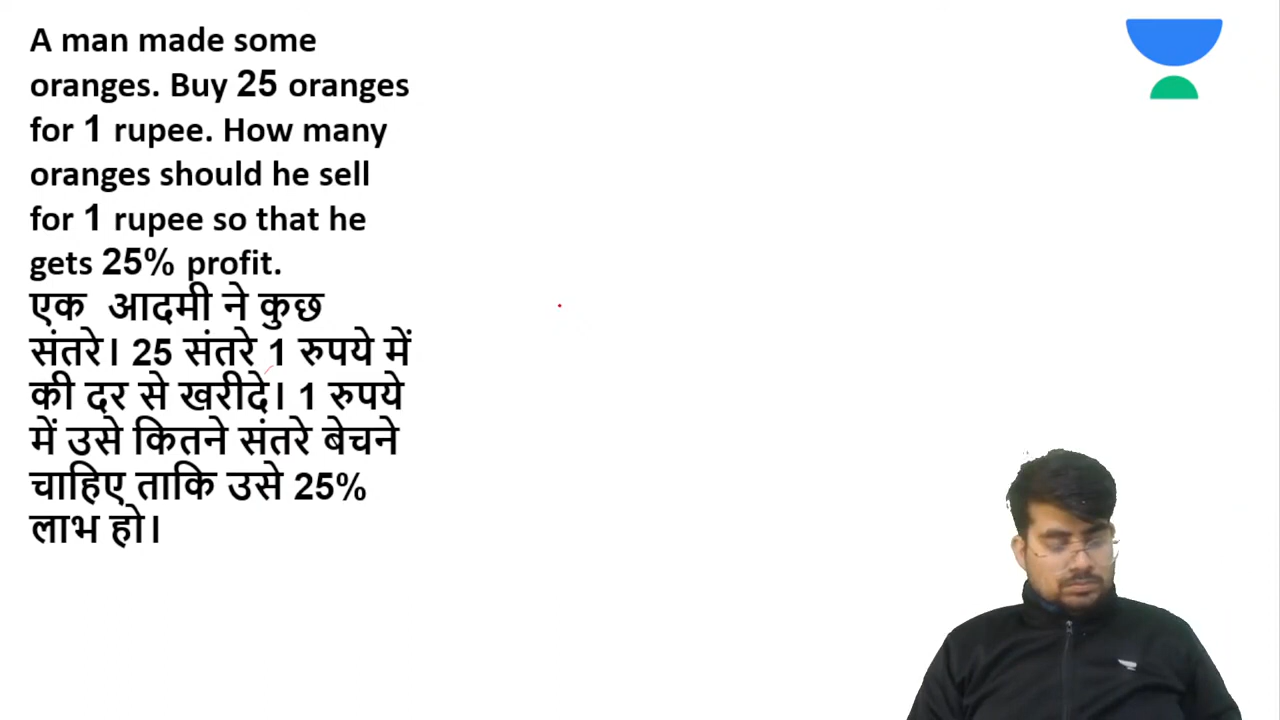 A man made some
oranges. Buy 25 oranges
for 1 rupee. How many
oranges should he sell
for 1 rupee so that he
gets 25% profit.
एक आदमी ने कुछ
संतरे। 25 संतरे 1 रुपये में
की दर से खरीदे। 1 रुपये
में उसे कितने संतरे बेचने
चाहिए ताकि उसे 25%
लाभ हो।